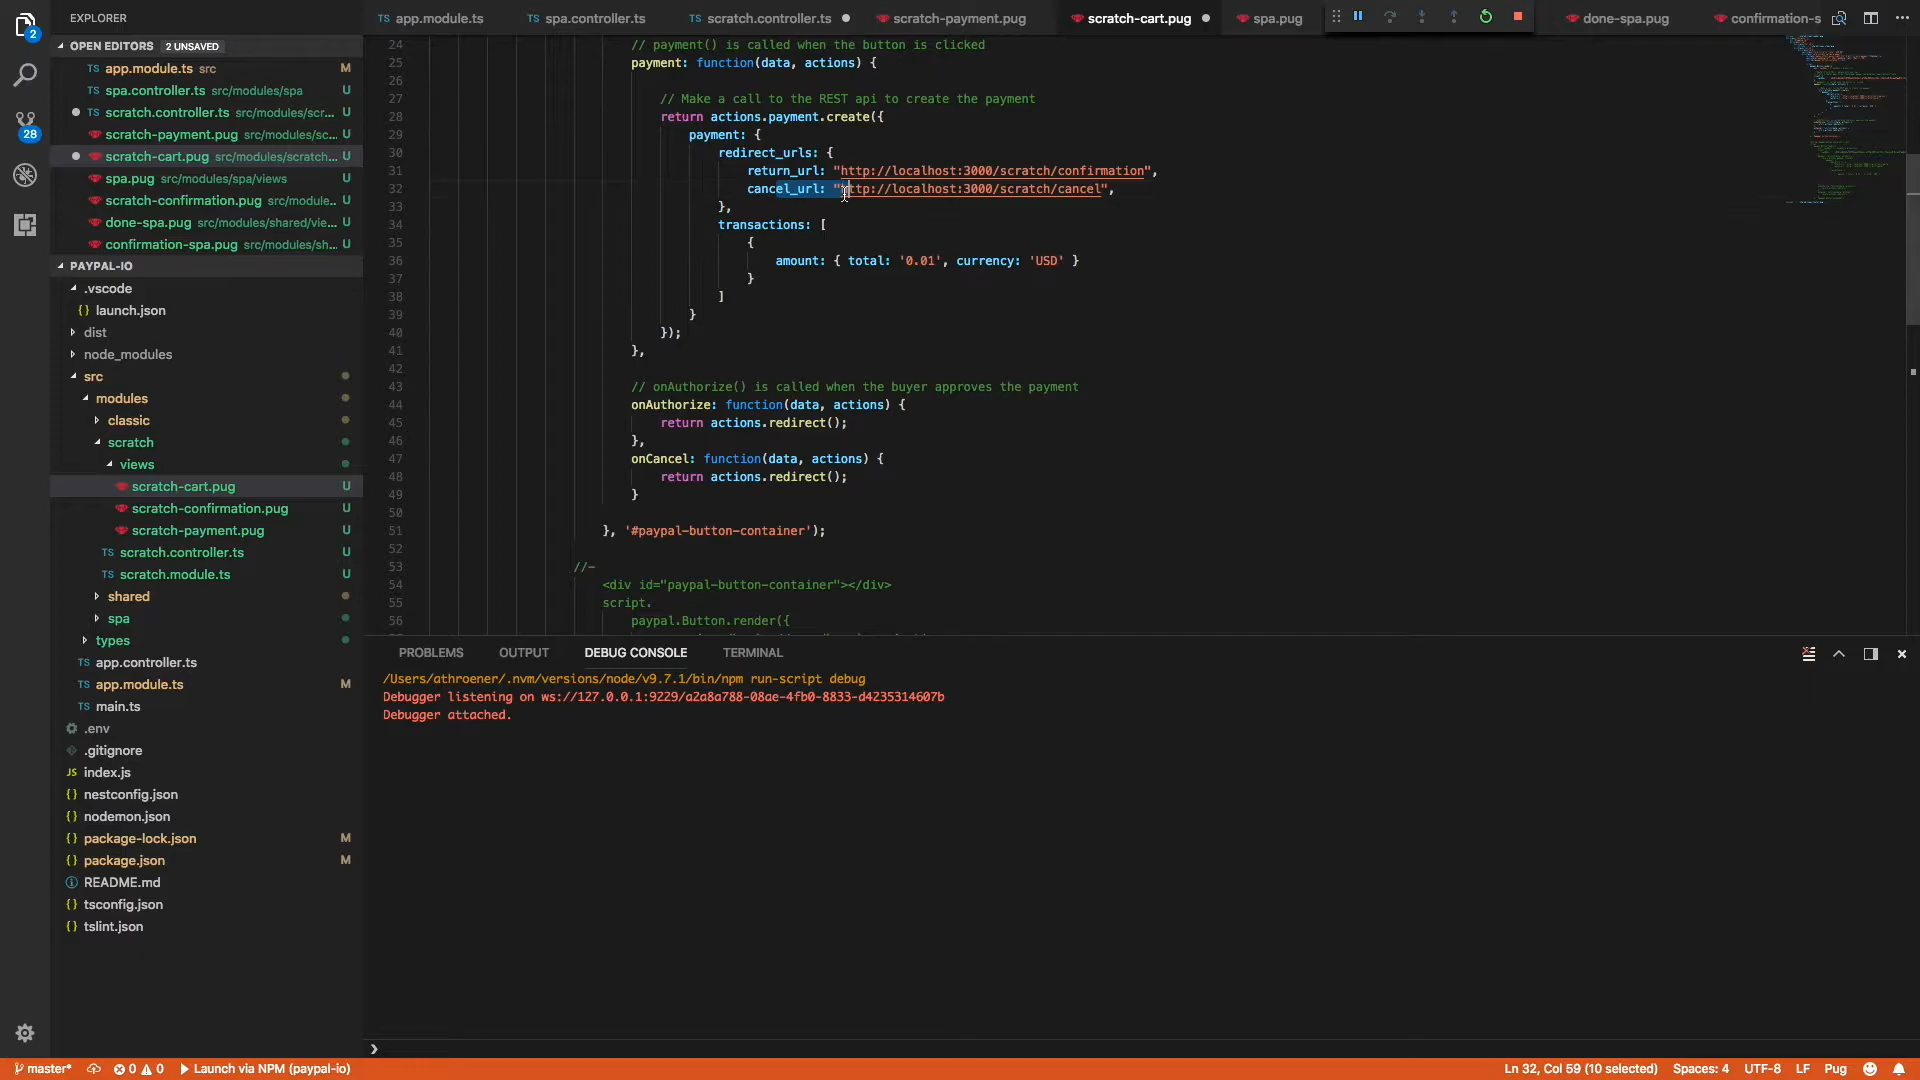 EXPLORER
OPEN EDITORS 2 UNSAVED
TS app.module.ts src M
TS spa.controller.ts src/modules/spa U
TS scratch.controller.ts src/modules/scr... U
scratch-payment.pug src/modules/sc... U
scratch-cart.pug src/modules/scratch... U
spa.pug src/modules/spa/views U
scratch-confirmation.pug src/module... U
done-spa.pug src/modules/shared/vie... U
confirmation-spa.pug src/modules/sh... U
PAYPAL-IO
.vscode
{} launch.json
dist
node_modules
src
modules
classic
scratch
views
scratch-cart.pug U
scratch-confirmation.pug U
scratch-payment.pug U
TS scratch.controller.ts U
TS scratch.module.ts U
shared
spa
types
TS app.controller.ts
TS app.module.ts M
TS main.ts
.env
.gitignore
JS index.js
{} nestconfig.json
{} nodemon.json
{} package-lock.json M
{} package.json M
README.md
{} tsconfig.json
{} tslint.json
2
28
TS app.module.ts TS spa.controller.ts TS scratch.controller.ts scratch-payment.pug scratch-cart.pug spa.pug done-spa.pug confirmation-s
24 // payment() is called when the button is clicked
25 payment: function(data, actions) {
26
27 // Make a call to the REST api to create the payment
28 return actions.payment.create({
29 payment: {
30 redirect_urls: {
31 return_url: "http://localhost:3000/scratch/confirmation",
32 cancel_url: "http://localhost:3000/scratch/cancel",
33 },
34 transactions: [
35 {
36 amount: { total: '0.01', currency: 'USD' }
37 }
38 ]
39 }
40 });
41 },
42
43 // onAuthorize() is called when the buyer approves the payment
44 onAuthorize: function(data, actions) {
45 return actions.redirect();
46 },
47 onCancel: function(data, actions) {
48 return actions.redirect();
49 }
50
51 }, '#paypal-button-container');
52
53 //-
54 <div id="paypal-button-container"></div>
55 script.
56 paypal.Button.render({
PROBLEMS OUTPUT DEBUG CONSOLE TERMINAL
/Users/athroener/.nvm/versions/node/v9.7.1/bin/npm run-script debug
Debugger listening on ws://127.0.0.1:9229/a2a8a788-08ae-4fb0-8833-d4235314607b
Debugger attached.
master* 0 0 Launch via NPM (paypal-io) Ln 32, Col 59 (10 selected) Spaces: 4 UTF-8 LF Pug